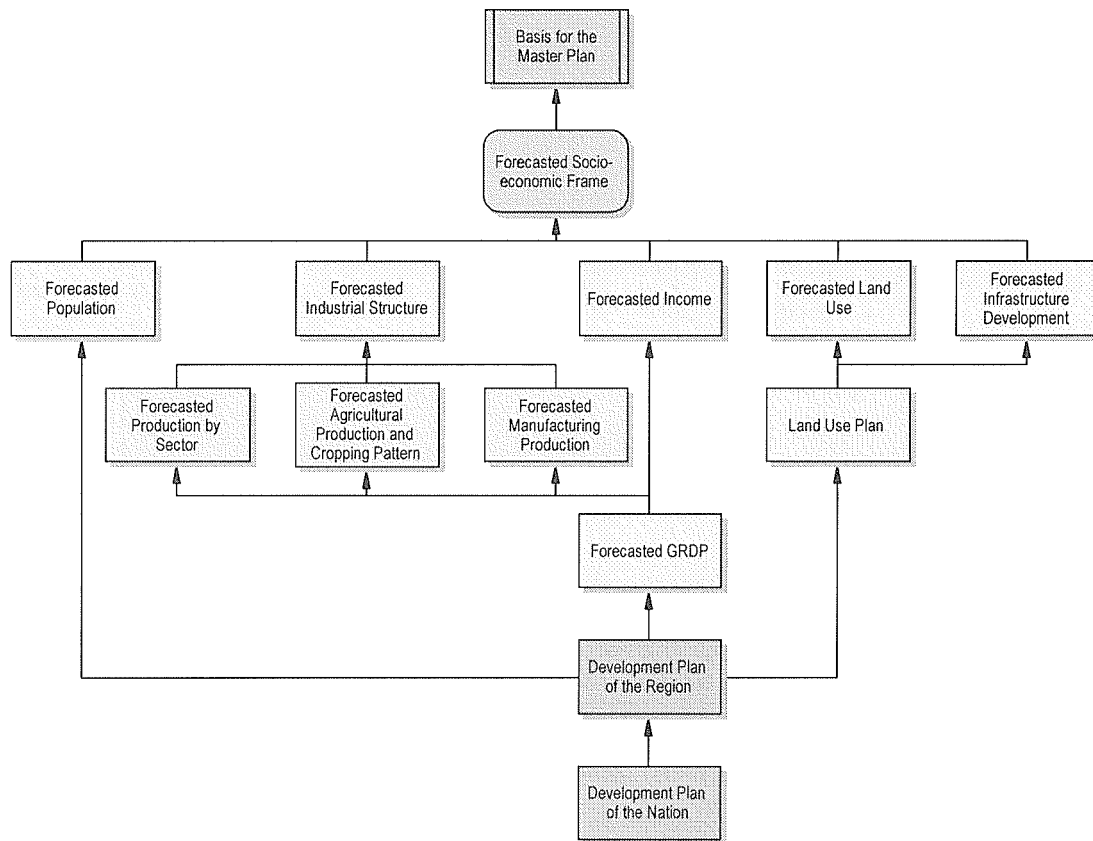 Basis for the
Master Plan
Forecasted Socio-
economic Frame
Forecasted
Population
Forecasted
Industrial Structure
Forecasted Income
Forecasted Land
Use
Forecasted
Infrastructure
Development
Forecasted
Production by
Sector
Forecasted
Agricultural
Production and
Cropping Pattern
Forecasted
Manufacturing
Production
Land Use Plan
Forecasted GRDP
Development Plan
of the Region
Development Plan
of the Nation